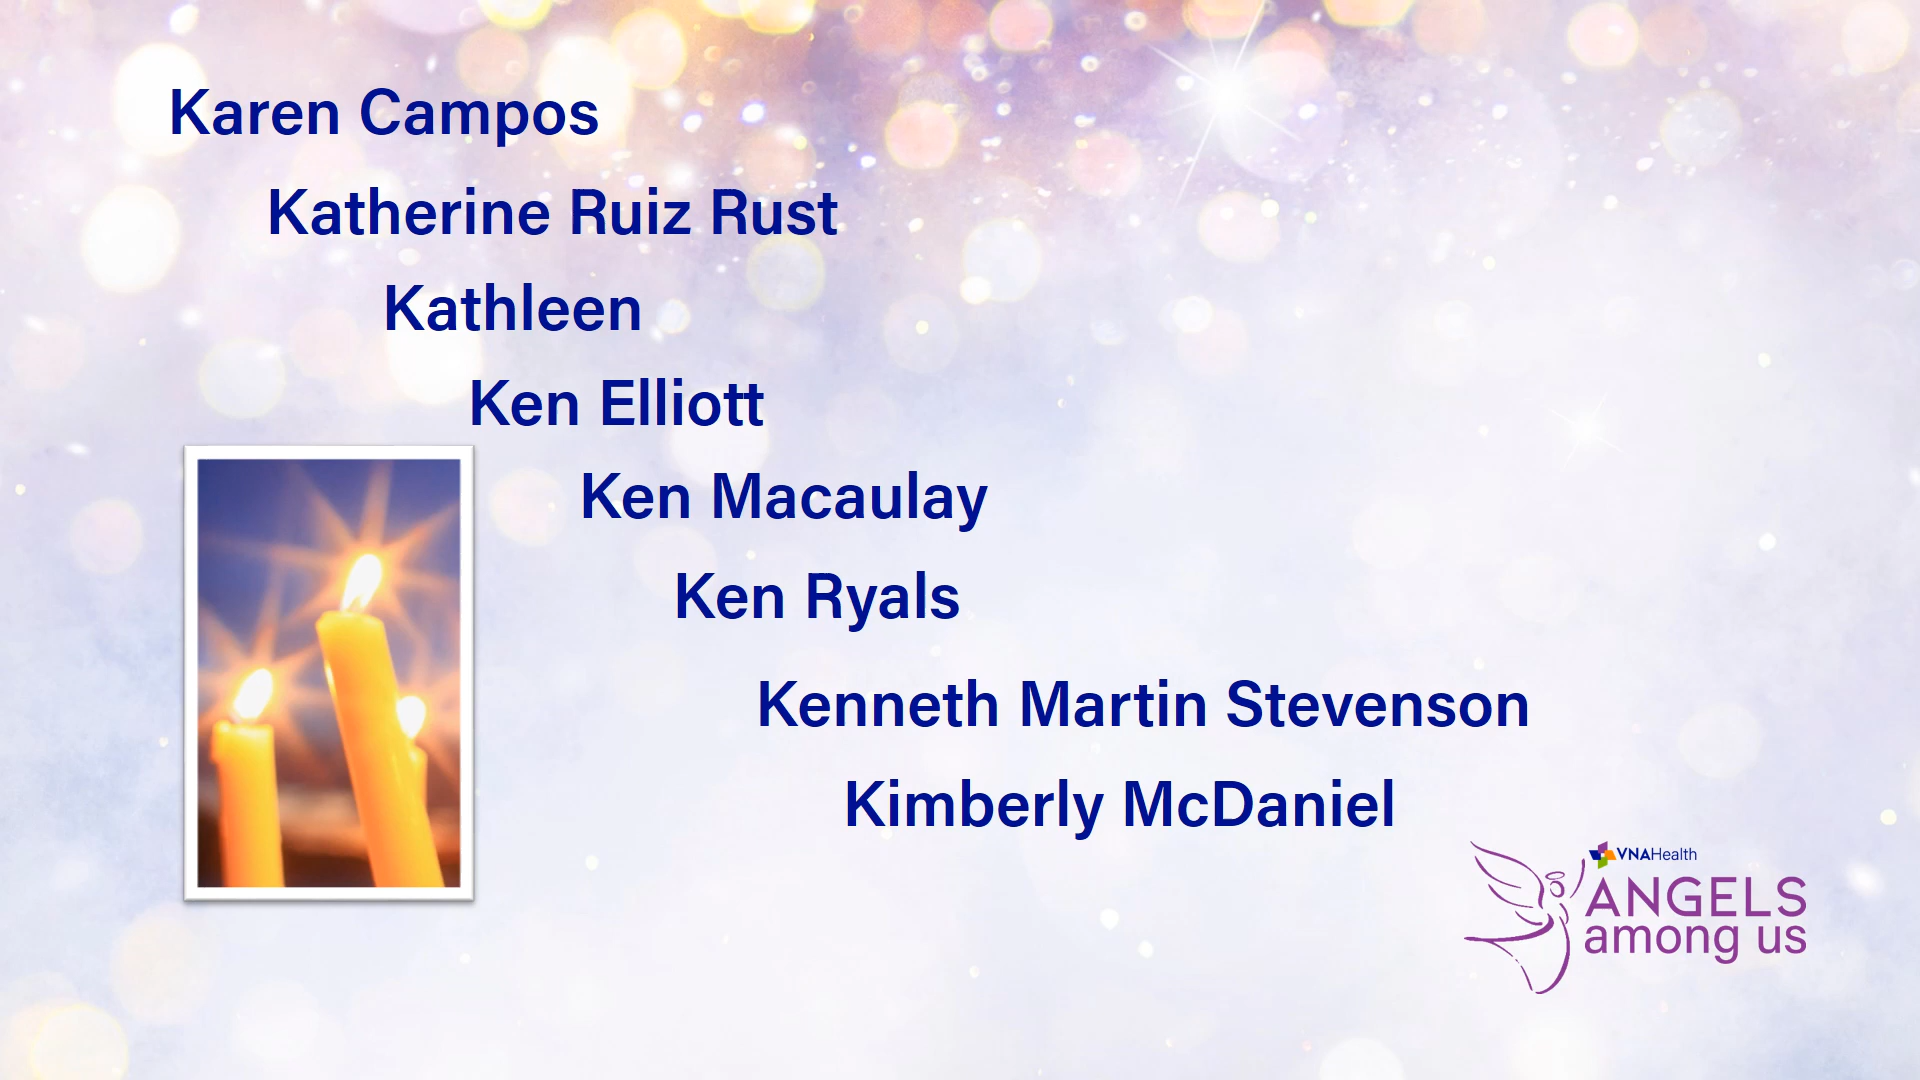 Karen Campos
Katherine Ruiz Rust
Kathleen
Ken Elliott
Ken Macaulay
Ken Ryals
Kenneth Martin Stevenson
Kimberly McDaniel
VNAHealth
ANGELS
among us